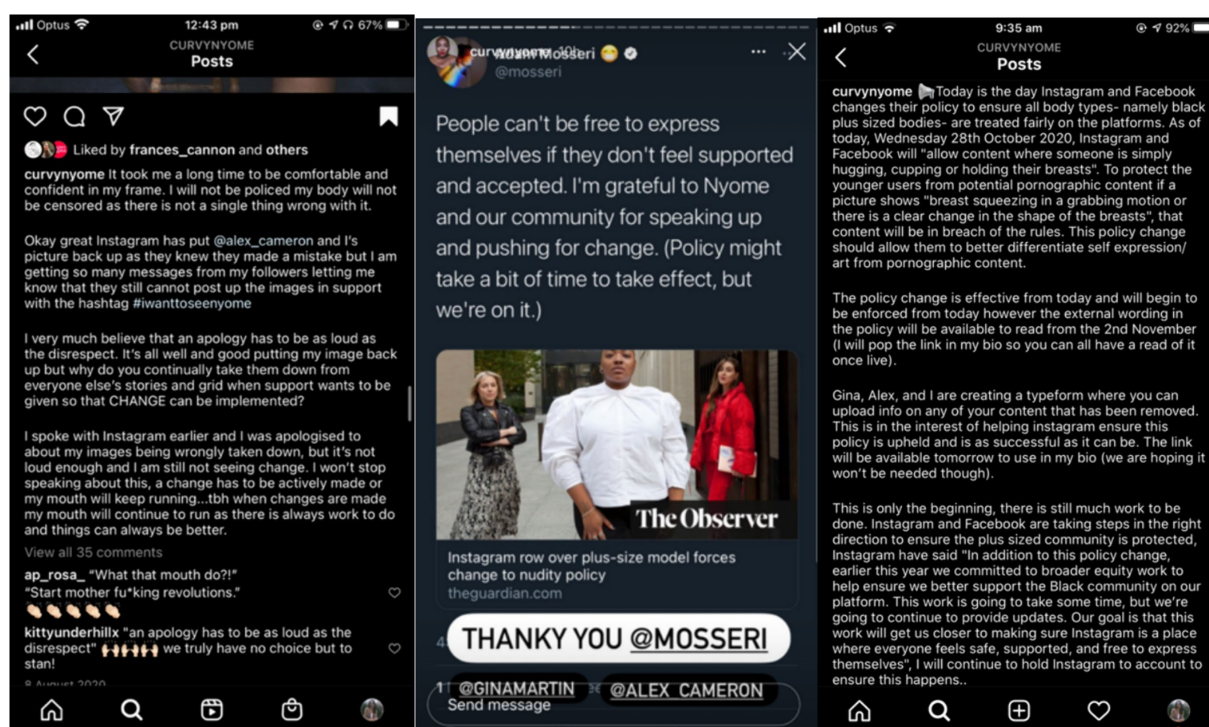 Optus 12:43 pm 67%
CURVYNYOME
Posts
Liked by frances_cannon and others
curvynyome It took me a long time to be comfortable and
confident in my frame. I will not be policed my body will not
be censored as there is not a single thing wrong with it.
Okay great Instagram has put @alex_cameron and I's
picture back up as they knew they made a mistake but I am
getting so many messages from my followers letting me
know that they still cannot post up the images in support
with the hashtag #iwanttoseenyome
I very much believe that an apology has to be as loud as
the disrespect. It's all well and good putting my image back
up but why do you continually take them down from
everyone else's stories and grid when support wants to be
given so that CHANGE can be implemented?
I spoke with Instagram earlier and I was apologised to
about my images being wrongly taken down, but it's not
loud enough and I am still not seeing change. I won't stop
speaking about this, a change has to be actively made or
my mouth will keep running...tbh when changes are made
my mouth will continue to run as there is always work to do
and things can always be better.
View all 35 comments
ap_rosa_ "What that mouth do?!"
"Start mother fu*king revolutions."
👏🏻👏🏻👏🏻👏🏻👏🏻
kittyunderhillx "an apology has to be as loud as the
disrespect" 🙌🏻🙌🏻🙌🏻🙌🏻 we truly have no choice but to
stan!
8 August 2020
curvynyome 10h
Adam Mosseri 😁
@mosseri
People can't be free to express
themselves if they don't feel supported
and accepted. I'm grateful to Nyome
and our community for speaking up
and pushing for change. (Policy might
take a bit of time to take effect, but
we're on it.)
The Observer
Instagram row over plus-size model forces
change to nudity policy
theguardian.com
THANKY YOU @MOSSERI
@GINAMARTIN @ALEX_CAMERON
Send message
Optus 9:35 am 92%
CURVYNYOME
Posts
curvynyome 📢Today is the day Instagram and Facebook
changes their policy to ensure all body types- namely black
plus sized bodies- are treated fairly on the platforms. As of
today, Wednesday 28th October 2020, Instagram and
Facebook will "allow content where someone is simply
hugging, cupping or holding their breasts". To protect the
younger users from potential pornographic content if a
picture shows "breast squeezing in a grabbing motion or
there is a clear change in the shape of the breasts", that
content will be in breach of the rules. This policy change
should allow them to better differentiate self expression/
art from pornographic content.
The policy change is effective from today and will begin to
be enforced from today however the external wording in
the policy will be available to read from the 2nd November
(I will pop the link in my bio so you can all have a read of it
once live).
Gina, Alex, and I are creating a typeform where you can
upload info on any of your content that has been removed.
This is in the interest of helping instagram ensure this
policy is upheld and is as successful as it can be. The link
will be available tomorrow to use in my bio (we are hoping it
won't be needed though).
This is only the beginning, there is still much work to be
done. Instagram and Facebook are taking steps in the right
direction to ensure the plus sized community is protected,
Instagram have said "In addition to this policy change,
earlier this year we committed to broader equity work to
help ensure we better support the Black community on our
platform. This work is going to take some time, but we're
going to continue to provide updates. Our goal is that this
work will get us closer to making sure Instagram is a place
where everyone feels safe, supported, and free to express
themselves", I will continue to hold Instagram to account to
ensure this happens..